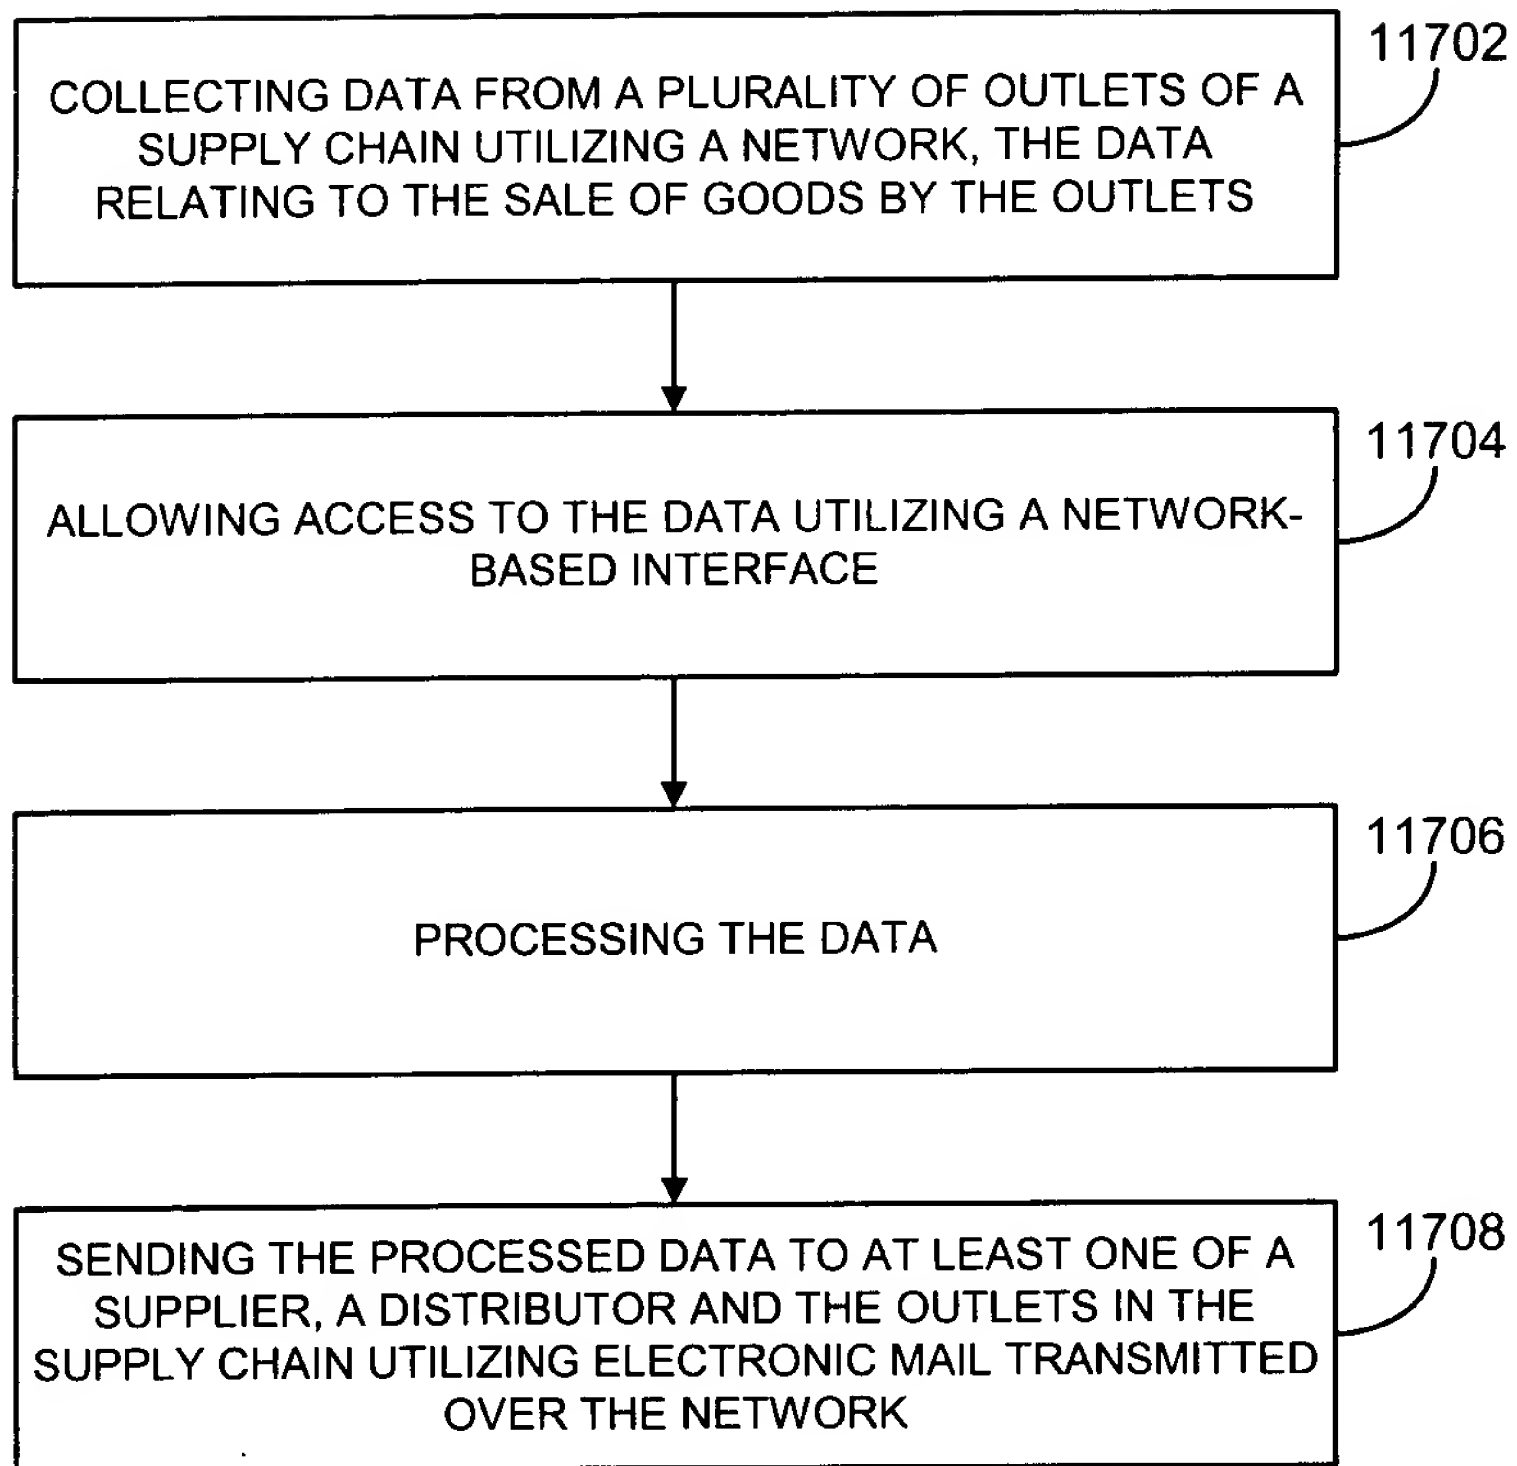 11702
COLLECTING DATA FROM A PLURALITY OF OUTLETS OF A
SUPPLY CHAIN UTILIZING A NETWORK, THE DATA
RELATING TO THE SALE OF GOODS BY THE OUTLETS
11704
ALLOWING ACCESS TO THE DATA UTILIZING A NETWORK-
BASED INTERFACE
11706
PROCESSING THE DATA
11708
SENDING THE PROCESSED DATA TO AT LEAST ONE OF A
SUPPLIER, A DISTRIBUTOR AND THE OUTLETS IN THE
SUPPLY CHAIN UTILIZING ELECTRONIC MAIL TRANSMITTED
OVER THE NETWORK